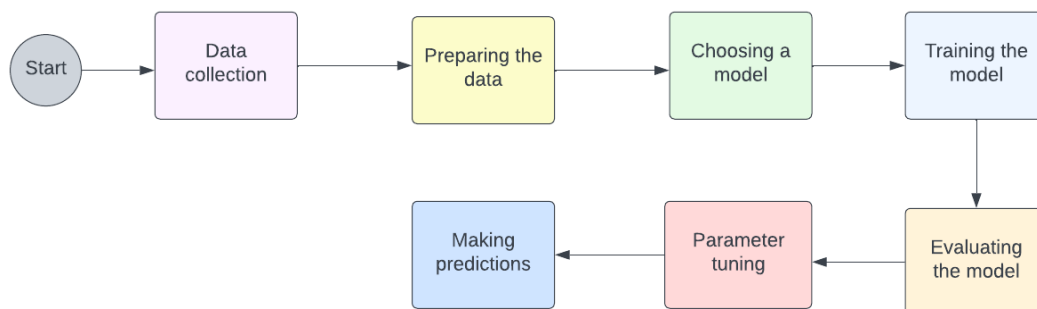 Start
Data
collection
Preparing the
data
Choosing a
model
Training the
model
Evaluating
the model
Parameter
tuning
Making
predictions